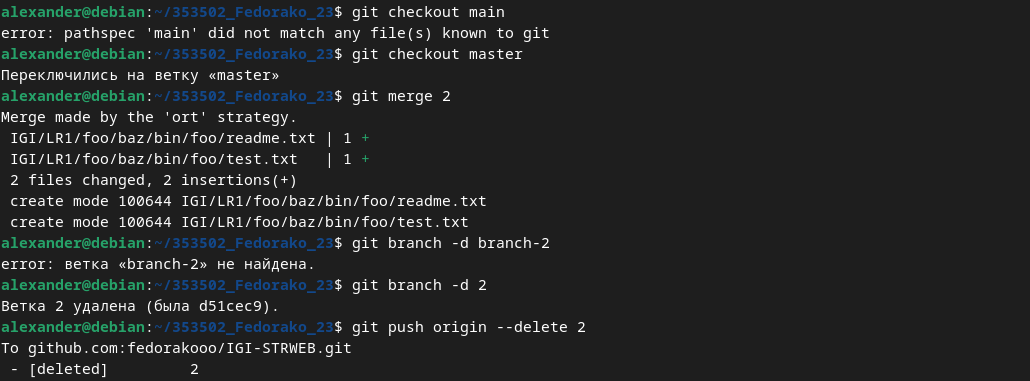 alexander@debian:~/353502_Fedorako_23$ git checkout main
error: pathspec 'main' did not match any file(s) known to git
alexander@debian:~/353502_Fedorako_23$ git checkout master
Переключились на ветку «master»
alexander@debian:~/353502_Fedorako_23$ git merge 2
Merge made by the 'ort' strategy.
 IGI/LR1/foo/baz/bin/foo/readme.txt | 1 +
 IGI/LR1/foo/baz/bin/foo/test.txt   | 1 +
 2 files changed, 2 insertions(+)
 create mode 100644 IGI/LR1/foo/baz/bin/foo/readme.txt
 create mode 100644 IGI/LR1/foo/baz/bin/foo/test.txt
alexander@debian:~/353502_Fedorako_23$ git branch -d branch-2
error: ветка «branch-2» не найдена.
alexander@debian:~/353502_Fedorako_23$ git branch -d 2
Ветка 2 удалена (была d51cec9).
alexander@debian:~/353502_Fedorako_23$ git push origin --delete 2
To github.com:fedorakooo/IGI-STRWEB.git
 - [deleted]         2